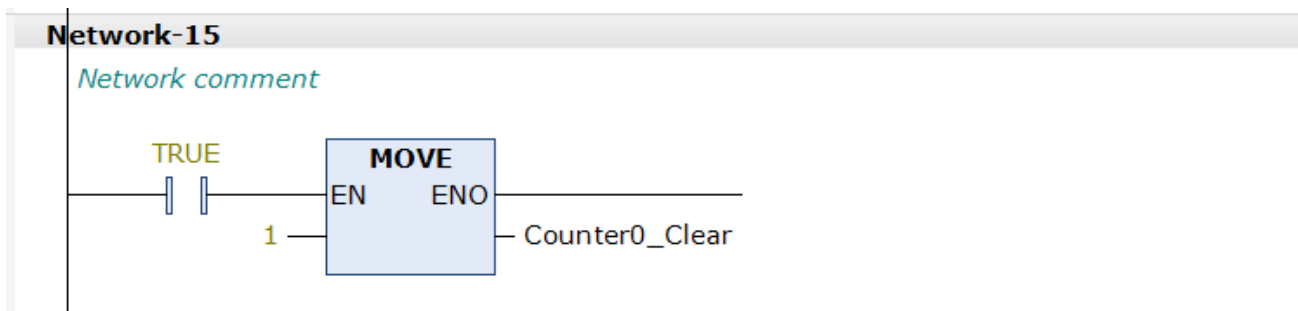 Network-15
Network comment
TRUE
MOVE
EN ENO
1 Counter0_Clear